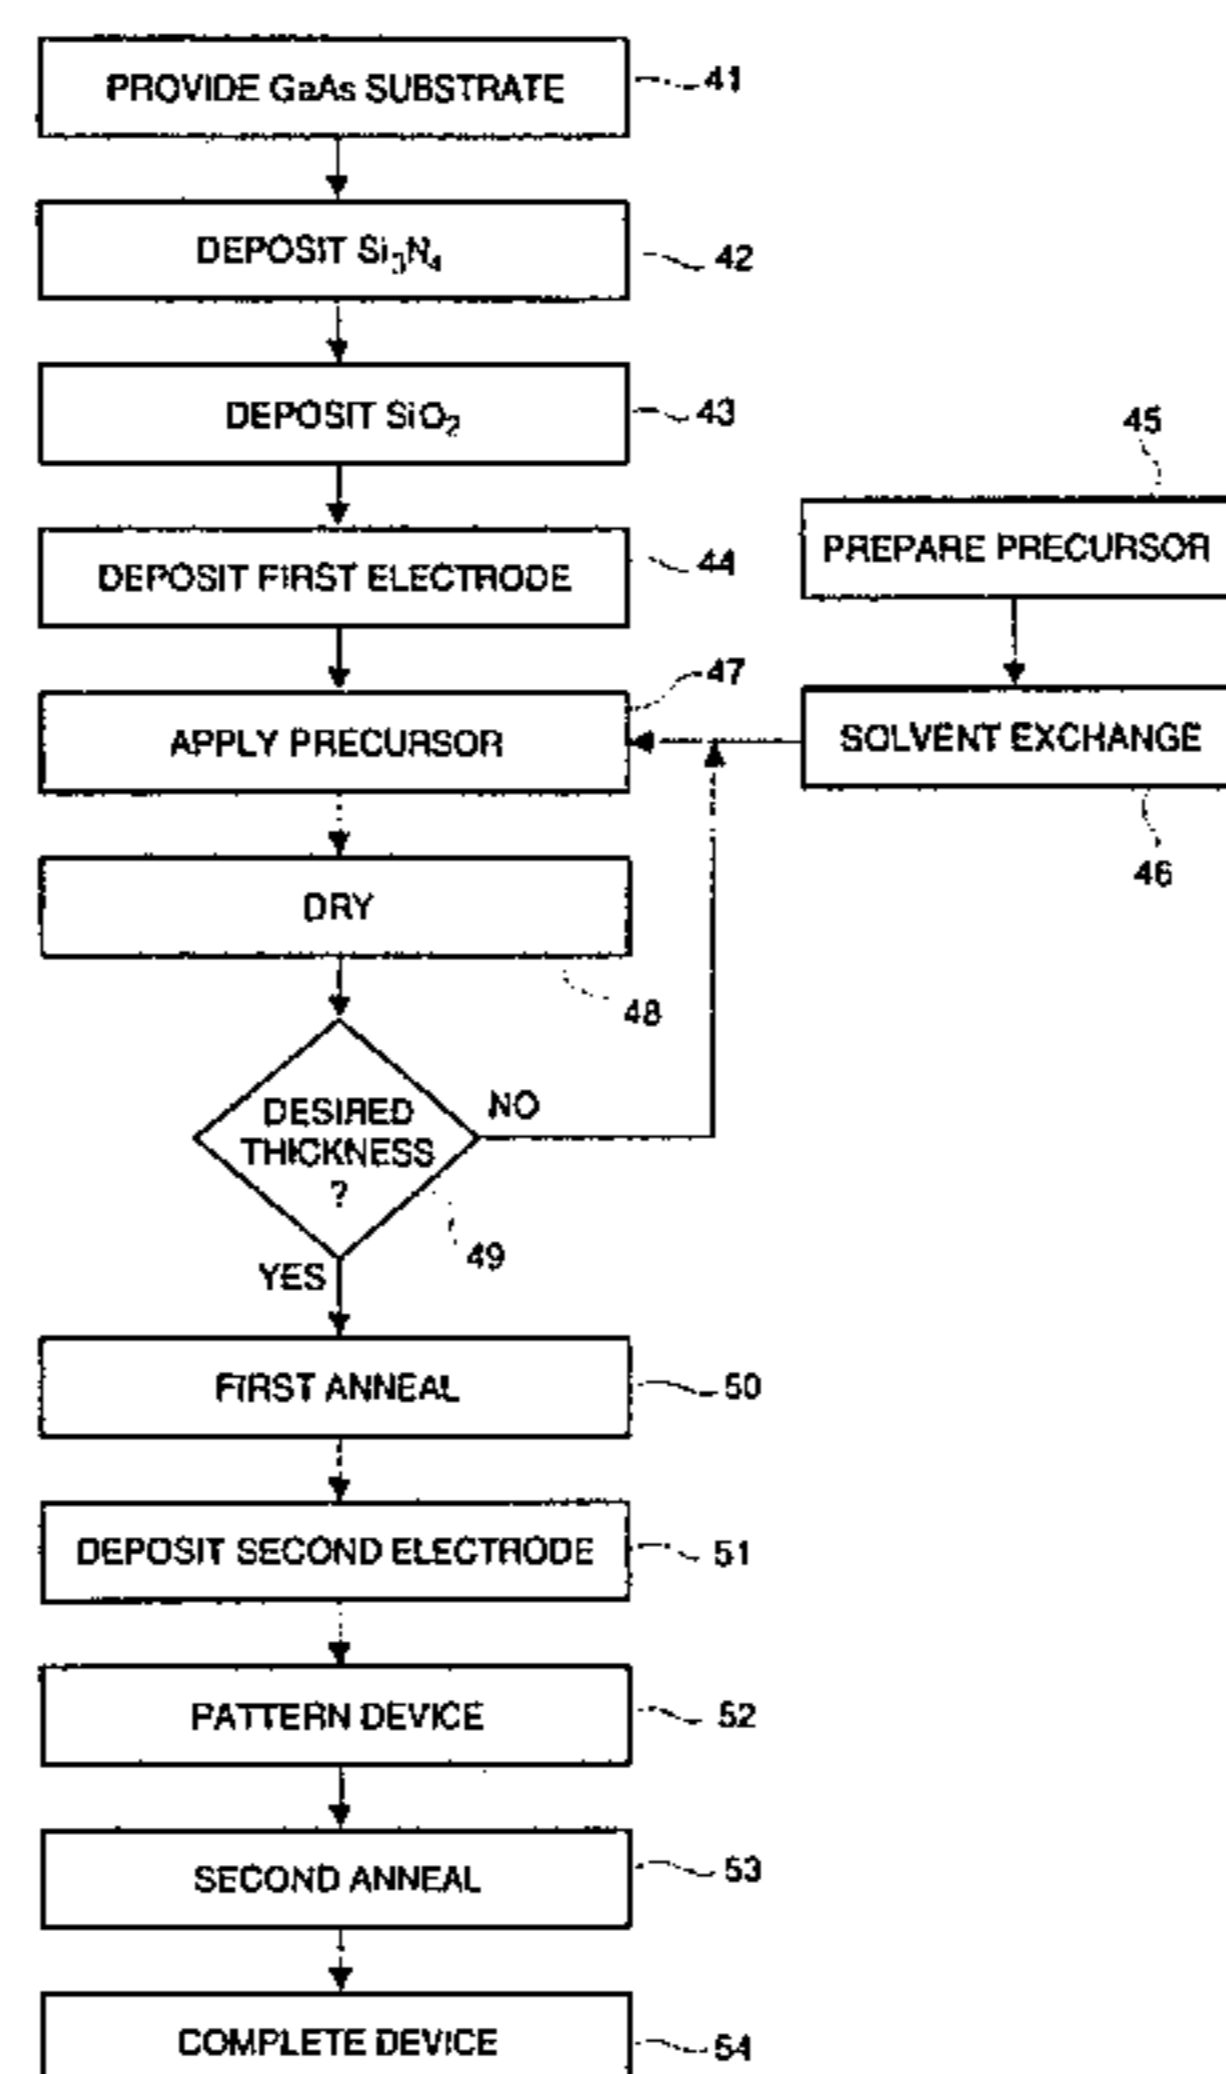 PROVIDE GaAs SUBSTRATE
41
DEPOSIT Si₃N₄
42
DEPOSIT SiO₂
43
DEPOSIT FIRST ELECTRODE
44
45
PREPARE PRECURSOR
SOLVENT EXCHANGE
46
47
APPLY PRECURSOR
DRY
48
DESIRED
THICKNESS
?
NO
49
YES
FIRST ANNEAL
50
DEPOSIT SECOND ELECTRODE
51
PATTERN DEVICE
52
SECOND ANNEAL
53
COMPLETE DEVICE
54